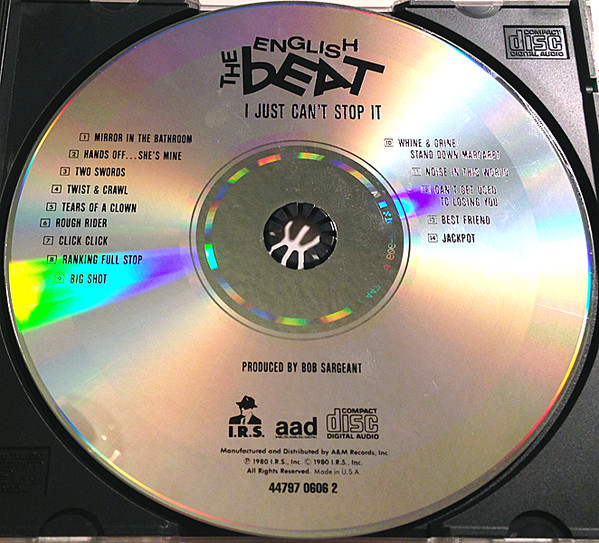 COMPACT
disc
DIGITAL AUDIO
THE ENGLISH
BEAT
I JUST CAN'T STOP IT
1 MIRROR IN THE BATHROOM
2 HANDS OFF...SHE'S MINE
3 TWO SWORDS
4 TWIST & CRAWL
5 TEARS OF A CLOWN
6 ROUGH RIDER
7 CLICK CLICK
8 RANKING FULL STOP
9 BIG SHOT
10 WHINE & GRINE
STAND DOWN MARGARET
11 NOISE IN THIS WORLD
12 CAN'T GET USED
TO LOSING YOU
13 BEST FRIEND
14 JACKPOT
PRODUCED BY BOB SARGEANT
I.R.S.
aad
COMPACT
disc
DIGITAL AUDIO
Manufactured and Distributed by A&M Records, Inc
℗ 1980 I.R.S., Inc. © 1980 I.R.S., Inc.
All Rights Reserved. Made in U.S.A.
44797 0606 2